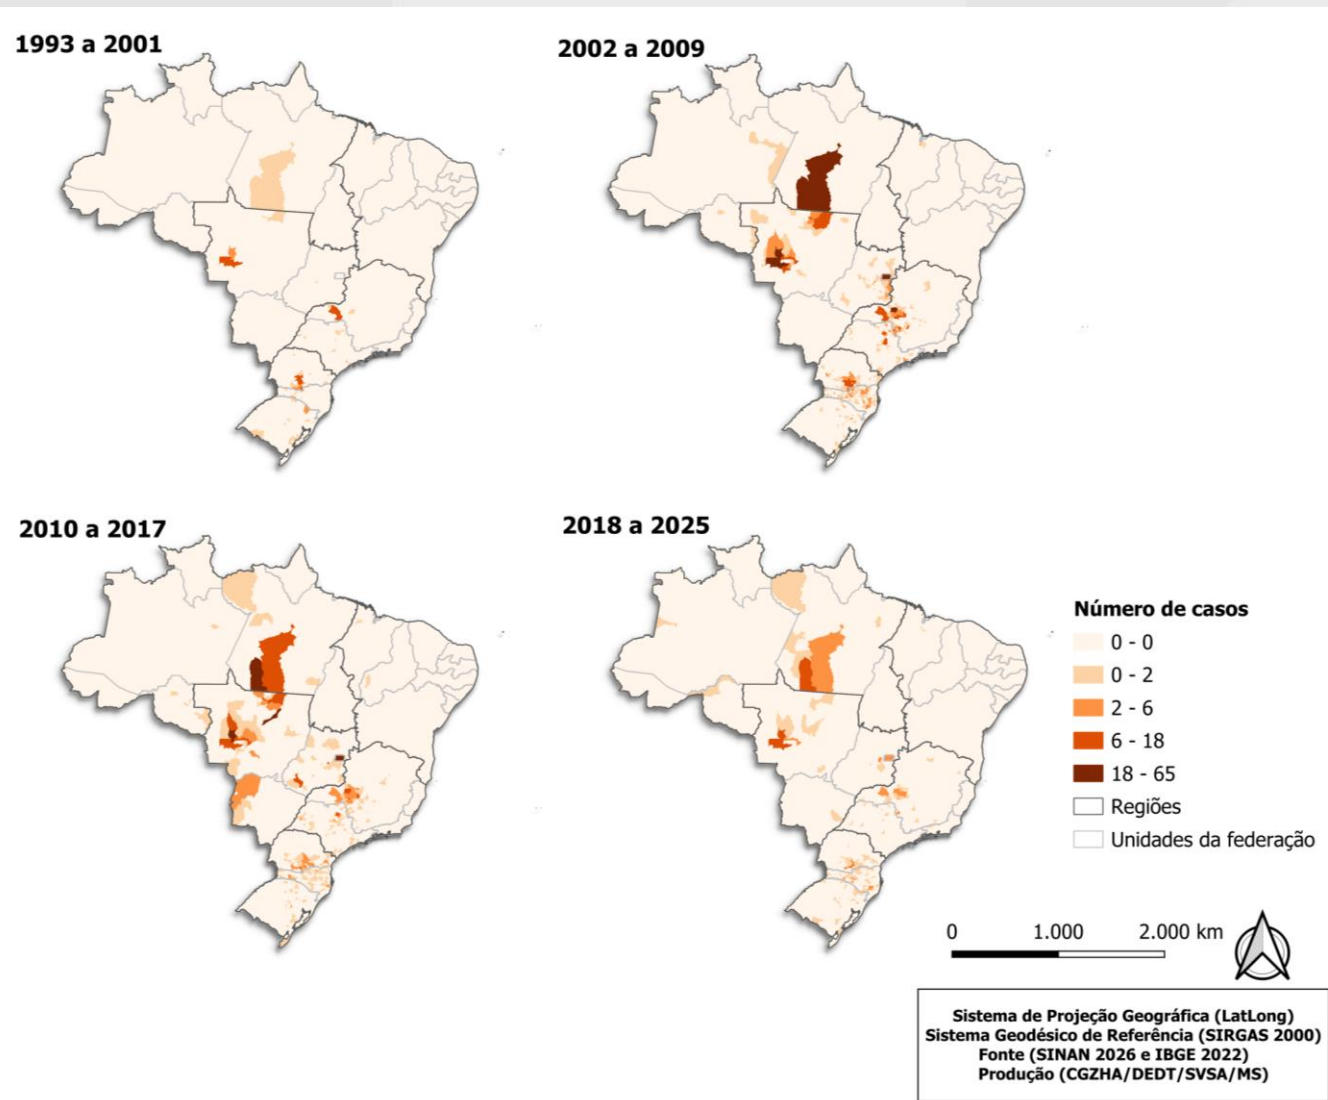 1993 a 2001
2002 a 2009
2010 a 2017
2018 a 2025
Número de casos
0 - 0
0 - 2
2 - 6
6 - 18
18 - 65
Regiões
Unidades da federação
0 1.000 2.000 km
Sistema de Projeção Geográfica (LatLong)
Sistema Geodésico de Referência (SIRGAS 2000)
Fonte (SINAN 2026 e IBGE 2022)
Produção (CGZHA/DEDT/SVSA/MS)